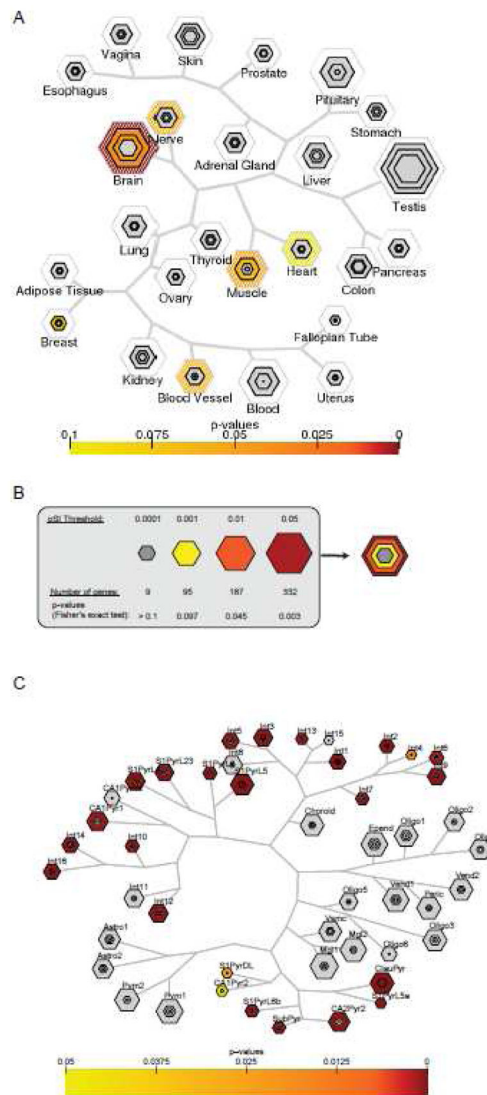 A
Vagina
Skin
Prostate
Esophagus
Pituitary
Stomach
Nerve
Adrenal Gland
Liver
Brain
Testis
Lung
Thyroid
Heart
Pancreas
Adipose Tissue
Ovary
Muscle
Colon
Breast
Fallopian Tube
Kidney
Blood Vessel
Blood
Uterus
p-values
0.1 0.075 0.05 0.025 0
B
pSI Threshold: 0.0001 0.001 0.01 0.05
Number of genes: 9 95 187 332
p-values
(Fisher's exact test) > 0.1 0.097 0.045 0.003
C
Int5
Int3
Int13
Int15
Int2
Int4
Int6
Int8
Int1
Int9
S1PyrL23
S1PyrL5
Int7
CA1Pyr1
Choroid
Int14
Int10
Epend
Oligo1
Oligo2
Int16
Int11
Int12
Oligo5
Vend1
Vend2
Peric
Astro1
Vsmc
Oligo3
Astro2
Mgl1
Mgl2
Oligo6
S1PyrDL
ClauPyr
Pvm2
Pvm1
CA1Pyr2
S1PyrL6b
S1PyrL5a
SubPyr
CA2Pyr2
p-values
0.05 0.0375 0.025 0.0125 0